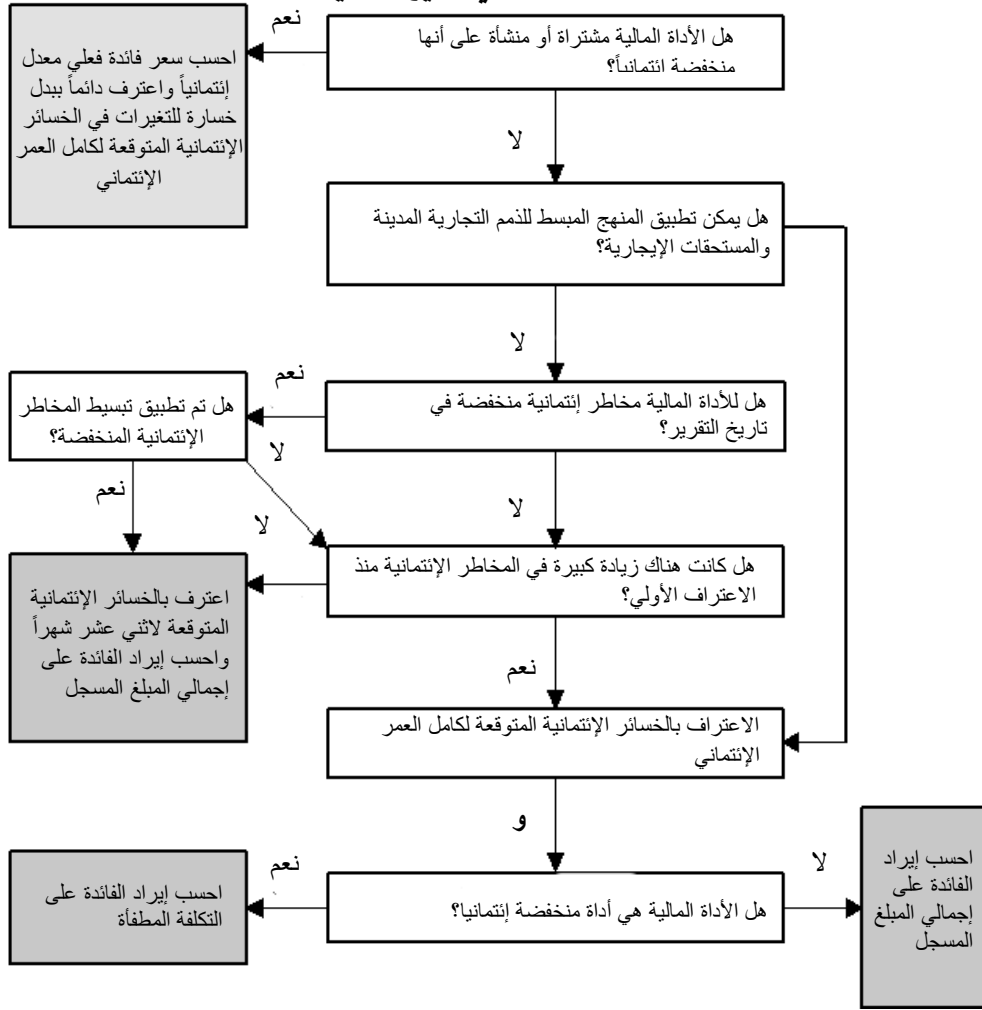 نعم
هل الأداة المالية مشتراة أو منشأة على أنها
منخفضة ائتمانياً؟
احسب سعر فائدة فعلي معدل
إئتمانياً واعترف دائماً ببدل
خسارة للتغيرات في الخسائر
الإئتمانية المتوقعة لكامل العمر
الإئتماني
لا
هل يمكن تطبيق المنهج المبسط للذمم التجارية المدينة
والمستحقات الإيجارية؟
لا
هل للأداة المالية مخاطر إئتمانية منخفضة في
تاريخ التقرير؟
نعم
هل تم تطبيق تبسيط المخاطر
الإئتمانية المنخفضة؟
لا
نعم
لا
لا
هل كانت هناك زيادة كبيرة في المخاطر الإئتمانية منذ
الاعتراف الأولي؟
اعترف بالخسائر الإئتمانية
المتوقعة لاثني عشر شهراً
واحسب إيراد الفائدة على
إجمالي المبلغ المسجل
نعم
الاعتراف بالخسائر الإئتمانية المتوقعة لكامل العمر
الإئتماني
و
هل الأداة المالية هي أداة منخفضة إئتمانيا؟
نعم
احسب إيراد الفائدة على
التكلفة المطفأة
لا
احسب إيراد
الفائدة على
إجمالي المبلغ
المسجل